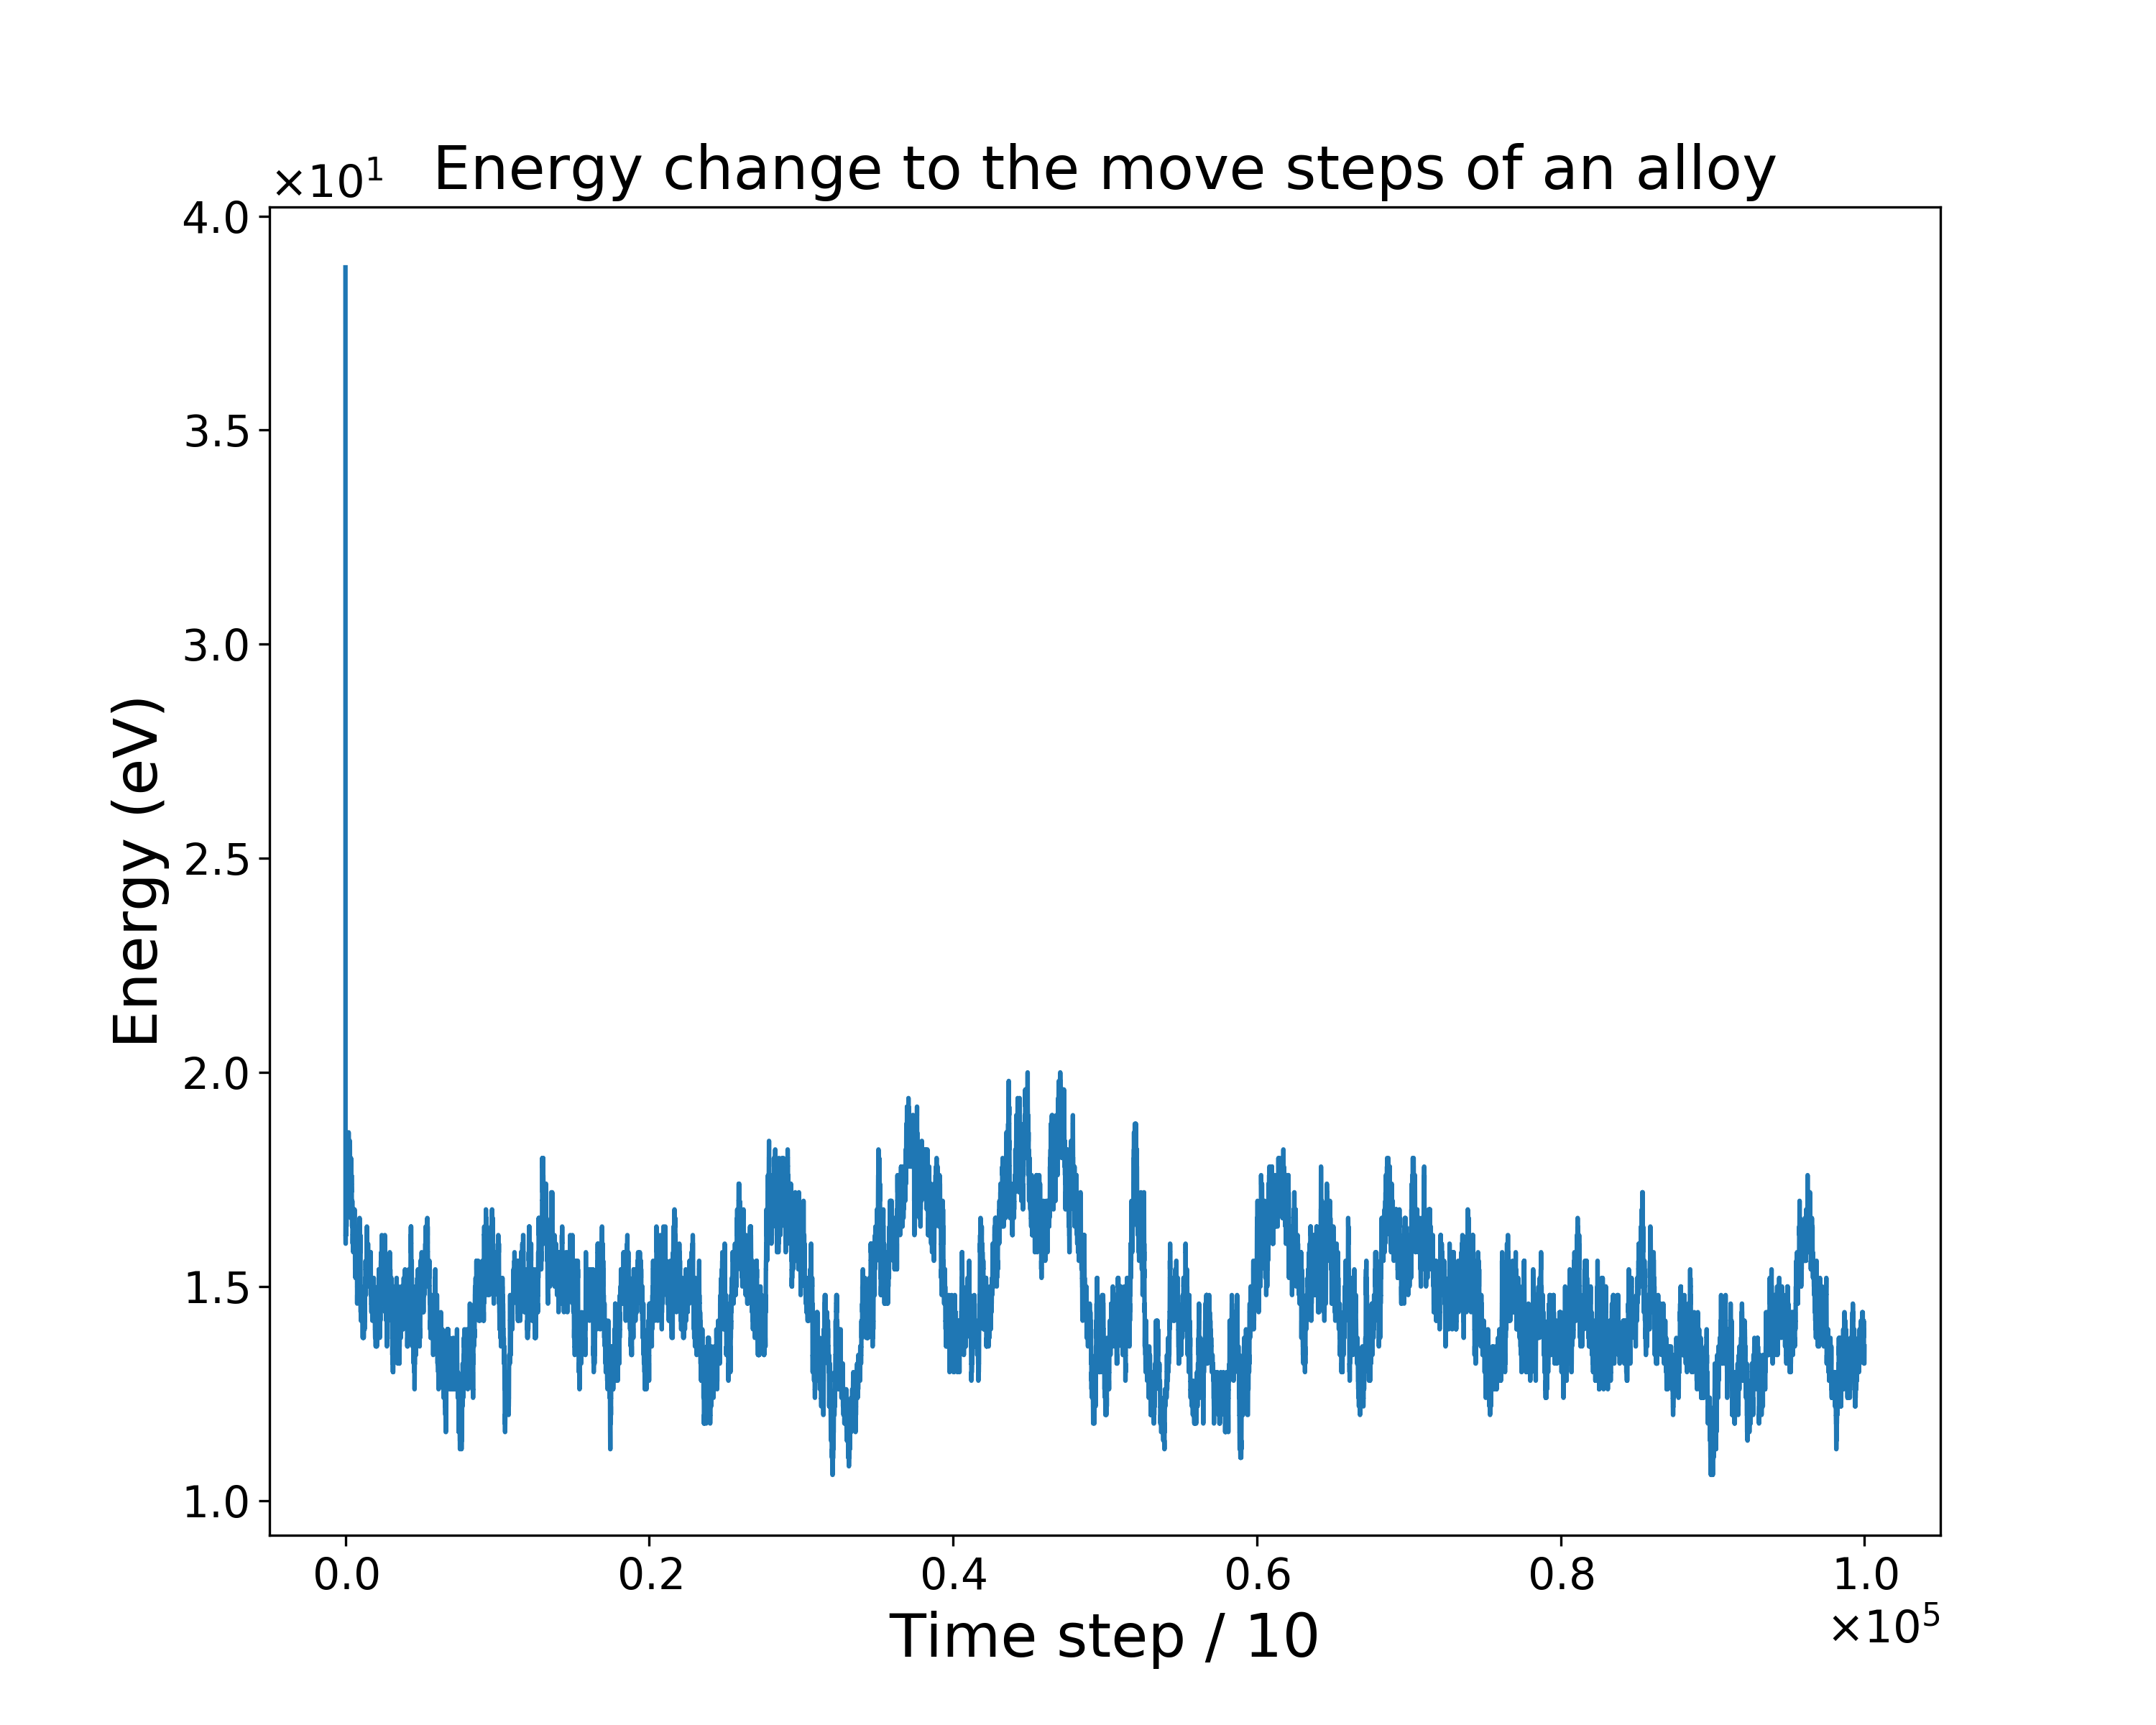 ×10¹
Energy change to the move steps of an alloy
4.0
3.5
3.0
2.5
2.0
1.5
1.0
Energy (eV)
0.0 0.2 0.4 0.6 0.8 1.0
Time step / 10
×10⁵